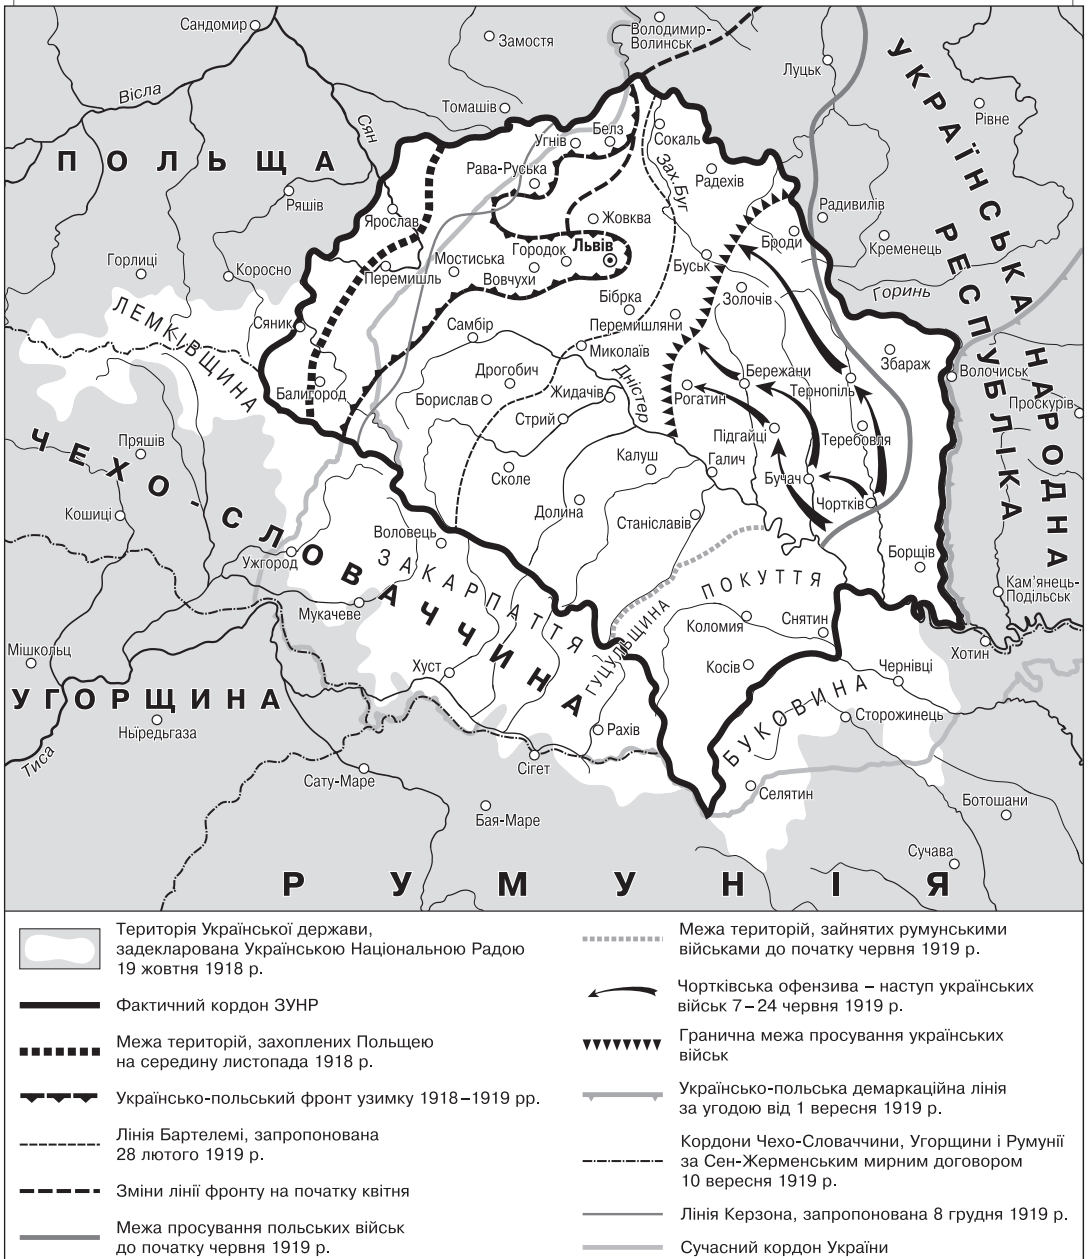 Сандомир
Замостя
Володимир-
Волинськ
Луцьк
Вісла
Сян
Томашів
Рівне
УКРАЇНСЬКА НАРОДНА
РЕСПУБЛІКА
ПОЛЬЩА
Угнів
Белз
Сокаль
Рава-Руська
Зах. Буг
Радехів
Ряшів
Ярослав
Жовква
Радивилів
Броди
Кременець
Горлиці
Коросно
Перемишль
Мостиська
Городок
Львів
Вовчухи
Буськ
Золочів
Горинь
Бібрка
Перемишляни
ЛЕМКІВЩИНА
Сяник
Самбір
Миколаїв
Збараж
Волочиськ
Балигород
Дрогобич
Борислав
Жидачів
Дністер
Рогатин
Бережани
Тернопіль
Проскурів
Стрий
Підгайці
Теребовля
Пряшів
ЧЕХО-СЛОВАЧЧИНА
Сколе
Калуш
Галич
Бучач
Чортків
Кошиці
Долина
Станіславів
Воловець
Ужгород
ЗАКАРПАТТЯ
Борщів
ПОКУТТЯ
Кам’янець-
Подільськ
Мукачеве
ГУЦУЛЬЩИНА
Коломия
Снятин
Мішкольц
Хуст
Косів
Хотин
Чернівці
УГОРЩИНА
БУКОВИНА
Сторожинець
Ньїредьгаза
Рахів
Тиса
Сігет
Сату-Маре
Селятин
Бая-Маре
Ботошани
Сучава
РУМУНІЯ
Територія Української держави,
задекларована Українською Національною Радою
19 жовтня 1918 р.
Фактичний кордон ЗУНР
Межа територій, захоплених Польщею
на середину листопада 1918 р.
Українсько-польський фронт узимку 1918–1919 рр.
Лінія Бартелемі, запропонована
28 лютого 1919 р.
Зміни лінії фронту на початку квітня
Межа просування польських військ
до початку червня 1919 р.
Межа територій, зайнятих румунськими
військами до початку червня 1919 р.
Чортківська офензива – наступ українських
військ 7–24 червня 1919 р.
Гранична межа просування українських
військ
Українсько-польська демаркаційна лінія
за угодою від 1 вересня 1919 р.
Кордони Чехо-Словаччини, Угорщини і Румунії
за Сен-Жерменським мирним договором
10 вересня 1919 р.
Лінія Керзона, запропонована 8 грудня 1919 р.
Сучасний кордон України